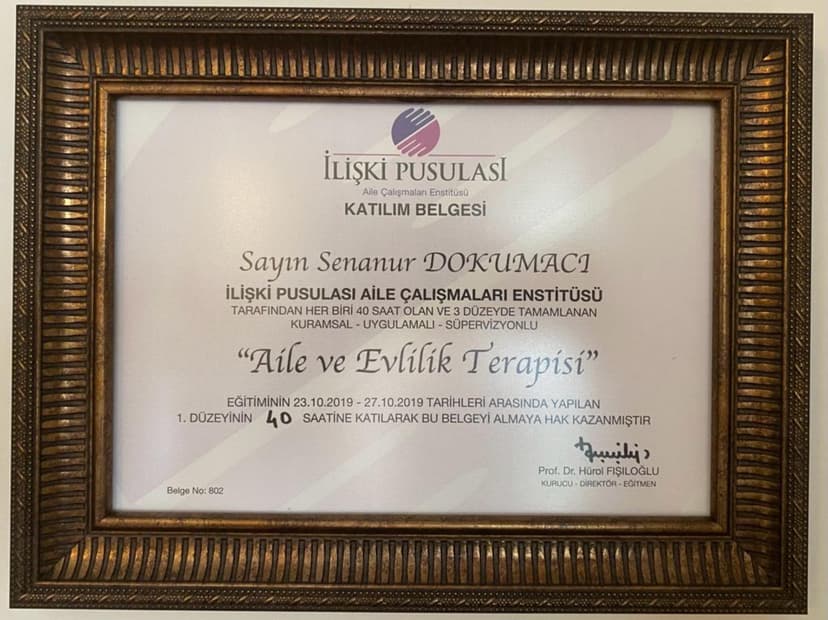 İLİŞKİ PUSULASI
Aile Çalışmaları Enstitüsü
KATILIM BELGESİ
Sayın Senanur DOKUMACI
İLİŞKİ PUSULASI AİLE ÇALIŞMALARI ENSTİTÜSÜ
TARAFINDAN HER BİRİ 40 SAAT OLAN VE 3 DÜZEYDE TAMAMLANAN
KURAMSAL - UYGULAMALI - SÜPERVİZYONLU
“Aile ve Evlilik Terapisi”
EĞİTİMİNİN 23.10.2019 - 27.10.2019 TARİHLERİ ARASINDA YAPILAN
1. DÜZEYİNİN 40 SAATİNE KATILARAK BU BELGEYİ ALMAYA HAK KAZANMIŞTIR
Prof. Dr. Hürol FIŞILOĞLU
KURUCU - DİREKTÖR - EĞİTMEN
Belge No: 802